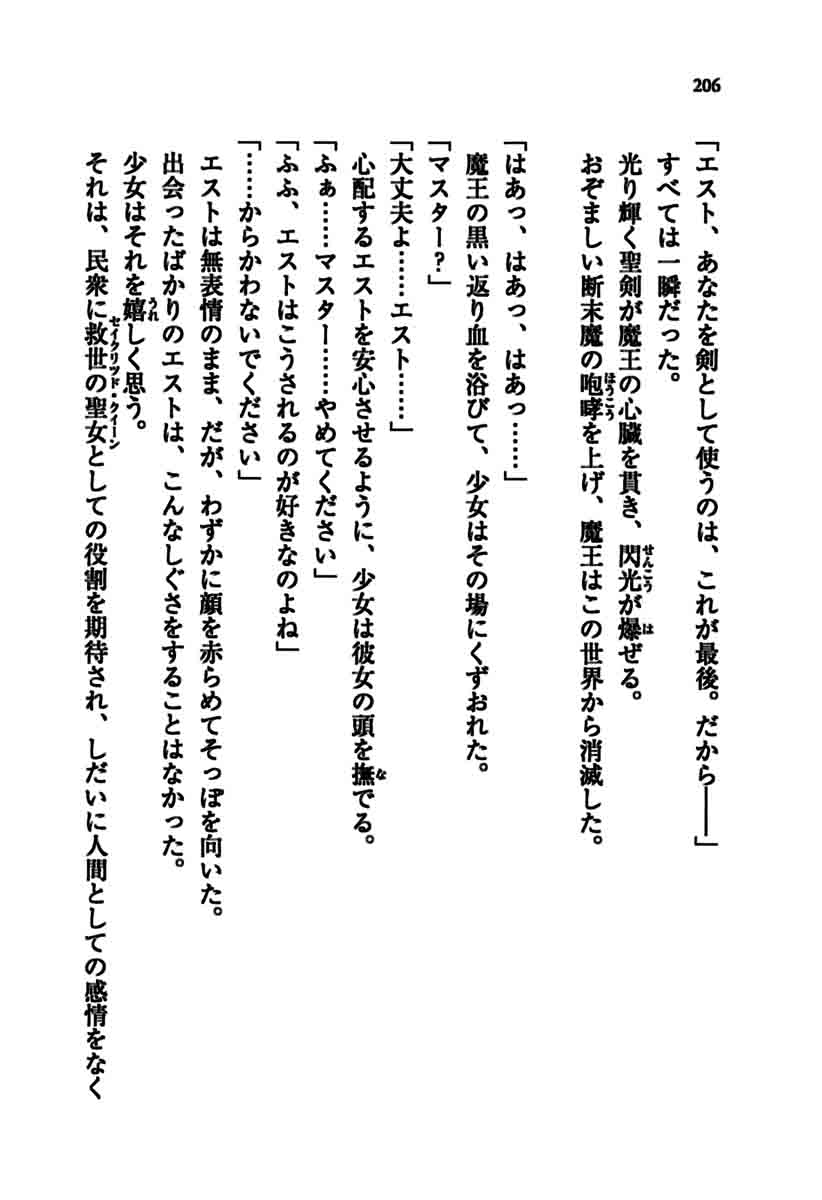 206
「エスト、あなたを剣として使うのは、これが最後。だから――」
すべては一瞬だった。
光り輝く聖剣が魔王の心臓を貫き、閃光が爆ぜる。
おぞましい断末魔の咆哮を上げ、魔王はこの世界から消滅した。
「はあっ、はあっ、はあっ……」
魔王の黒い返り血を浴びて、少女はその場にくずおれた。
「マスター?」
「大丈夫よ……エスト……」
心配するエストを安心させるように、少女は彼女の頭を撫でる。
「ふぁ……マスター……やめてください」
「ふふ、エストはこうされるのが好きなのよね」
「……からかわないでください」
エストは無表情のまま、だが、わずかに顔を赤らめてそっぽを向いた。
出会ったばかりのエストは、こんなしぐさをすることはなかった。
少女はそれを嬉しく思う。
それは、民衆に救世の聖女としての役割を期待され、しだいに人間としての感情をなく